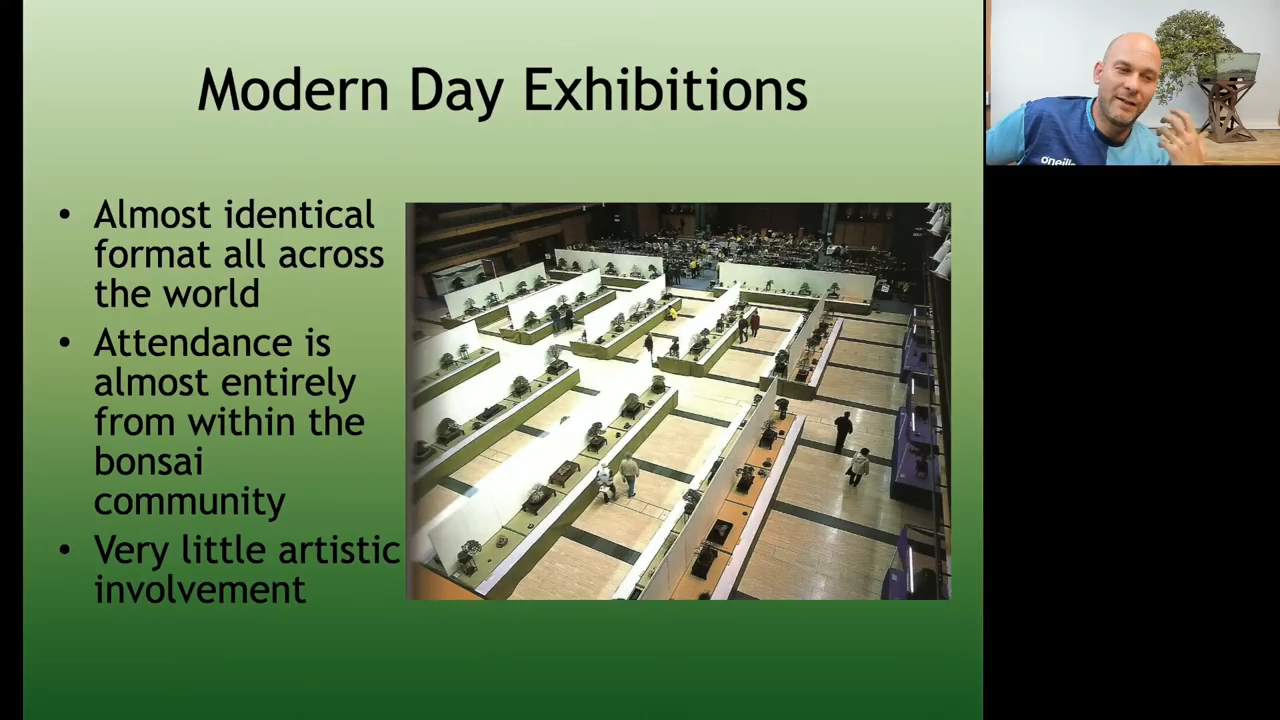 Modern Day Exhibitions
• Almost identical
format all across
the world
• Attendance is
almost entirely
from within the
bonsai
community
• Very little artistic
involvement
oneills